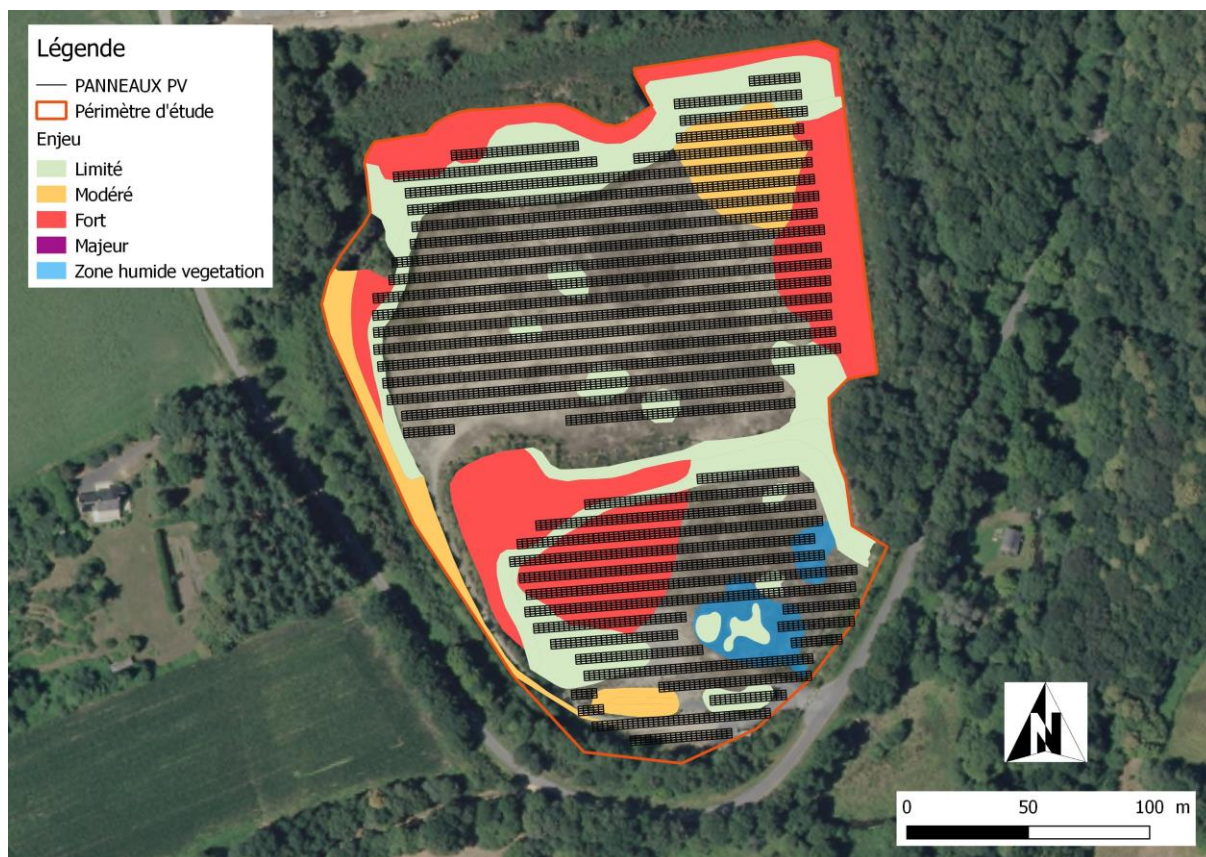 Légende
PANNEAUX PV
Périmètre d'étude
Enjeu
Limité
Modéré
Fort
Majeur
Zone humide vegetation
N
0 50 100 m